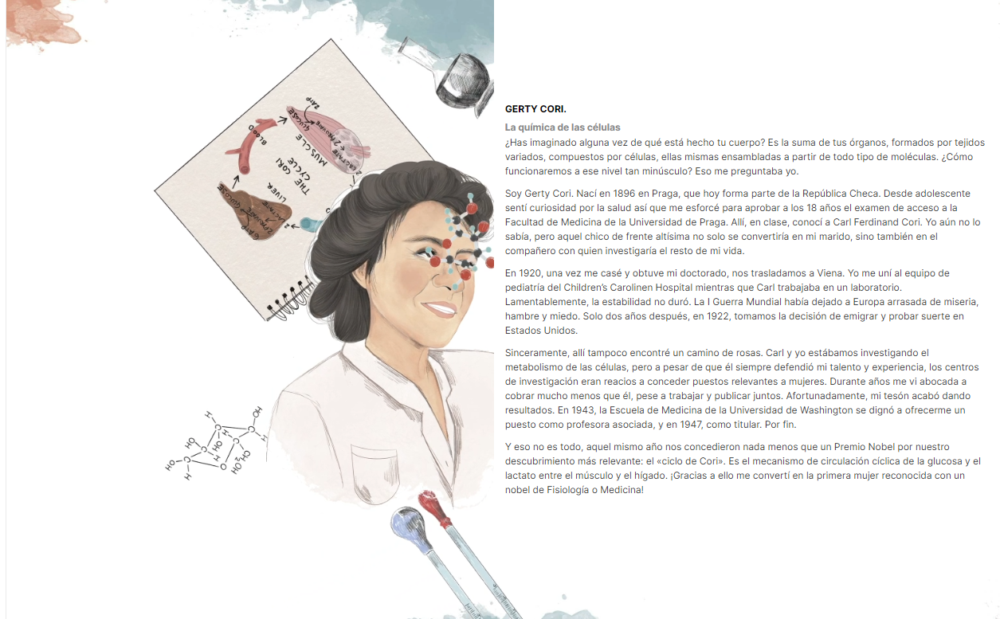 GERTY CORI.
La química de las células
¿Has imaginado alguna vez de qué está hecho tu cuerpo? Es la suma de tus órganos, formados por tejidos
variados, compuestos por células, ellas mismas ensambladas a partir de todo tipo de moléculas. ¿Cómo
funcionaremos a ese nivel tan minúsculo? Eso me preguntaba yo.
Soy Gerty Cori. Nací en 1896 en Praga, que hoy forma parte de la República Checa. Desde adolescente
sentí curiosidad por la salud así que me esforcé para aprobar a los 18 años el examen de acceso a la
Facultad de Medicina de la Universidad de Praga. Allí, en clase, conocí a Carl Ferdinand Cori. Yo aún no lo
sabía, pero aquel chico de frente altísima no solo se convertiría en mi marido, sino también en el
compañero con quien investigaría el resto de mi vida.
En 1920, una vez me casé y obtuve mi doctorado, nos trasladamos a Viena. Yo me uní al equipo de
pediatría del Children's Carolinen Hospital mientras que Carl trabajaba en un laboratorio.
Lamentablemente, la estabilidad no duró. La I Guerra Mundial había dejado a Europa arrasada de miseria,
hambre y miedo. Solo dos años después, en 1922, tomamos la decisión de emigrar y probar suerte en
Estados Unidos.
Sinceramente, allí tampoco encontré un camino de rosas. Carl y yo estábamos investigando el
metabolismo de las células, pero a pesar de que él siempre defendió mi talento y experiencia, los centros
de investigación eran reacios a conceder puestos relevantes a mujeres. Durante años me vi abocada a
cobrar mucho menos que él, pese a trabajar y publicar juntos. Afortunadamente, mi tesón acabó dando
resultados. En 1943, la Escuela de Medicina de la Universidad de Washington se dignó a ofrecerme un
puesto como profesora asociada, y en 1947, como titular. Por fin.
Y eso no es todo, aquel mismo año nos concedieron nada menos que un Premio Nobel por nuestro
descubrimiento más relevante: el «ciclo de Cori». Es el mecanismo de circulación cíclica de la glucosa y el
lactato entre el músculo y el hígado. ¡Gracias a ello me convertí en la primera mujer reconocida con un
nobel de Fisiología o Medicina!
THE CORI
CYCLE
MUSCLE
LIVER
BLOOD
GLUCOSE
2 PYRUVATE
LACTATE
2ATP
GLUCOSE
2PYRUVATE
LACTATE
6ATP
2
2
H
OH
C
H
HO
C
HO
H
C
C
H
HO
C
H
O
CH₂
HO